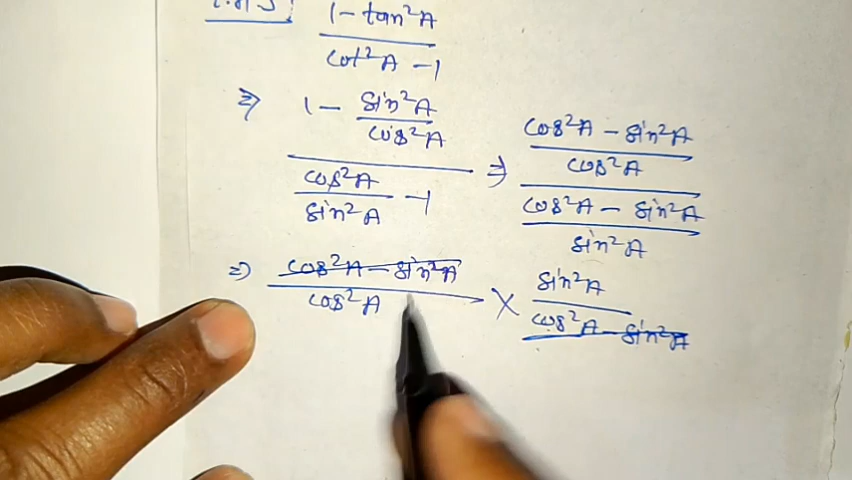 1 - tan²A
cot²A - 1
⇒ 1 - sin²A / cos²A
cos²A / sin²A - 1
⇒ cos²A - sin²A / cos²A
cos²A - sin²A / sin²A
⇒ cos²A - sin²A / cos²A × sin²A / cos²A - sin²A